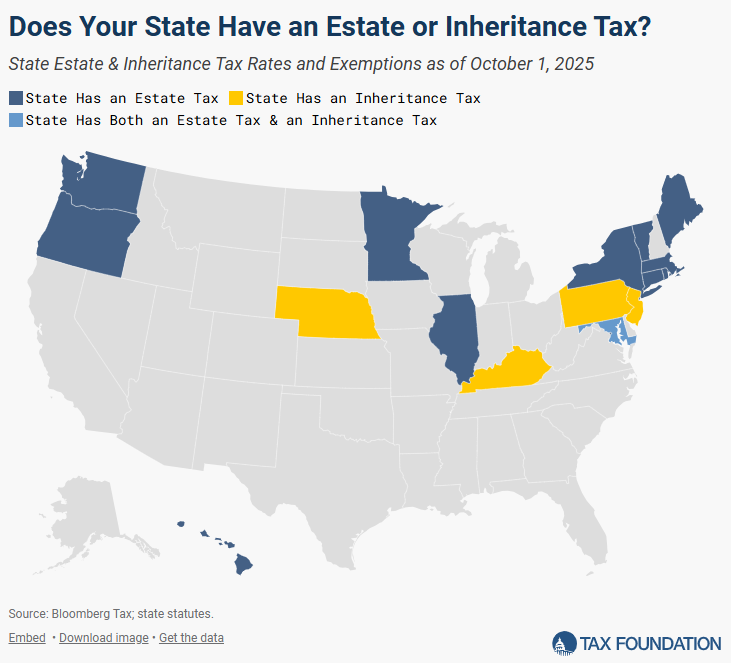 Does Your State Have an Estate or Inheritance Tax?
State Estate & Inheritance Tax Rates and Exemptions as of October 1, 2025
State Has an Estate Tax State Has an Inheritance Tax
State Has Both an Estate Tax & an Inheritance Tax
Source: Bloomberg Tax; state statutes.
Embed • Download image • Get the data
TAX FOUNDATION